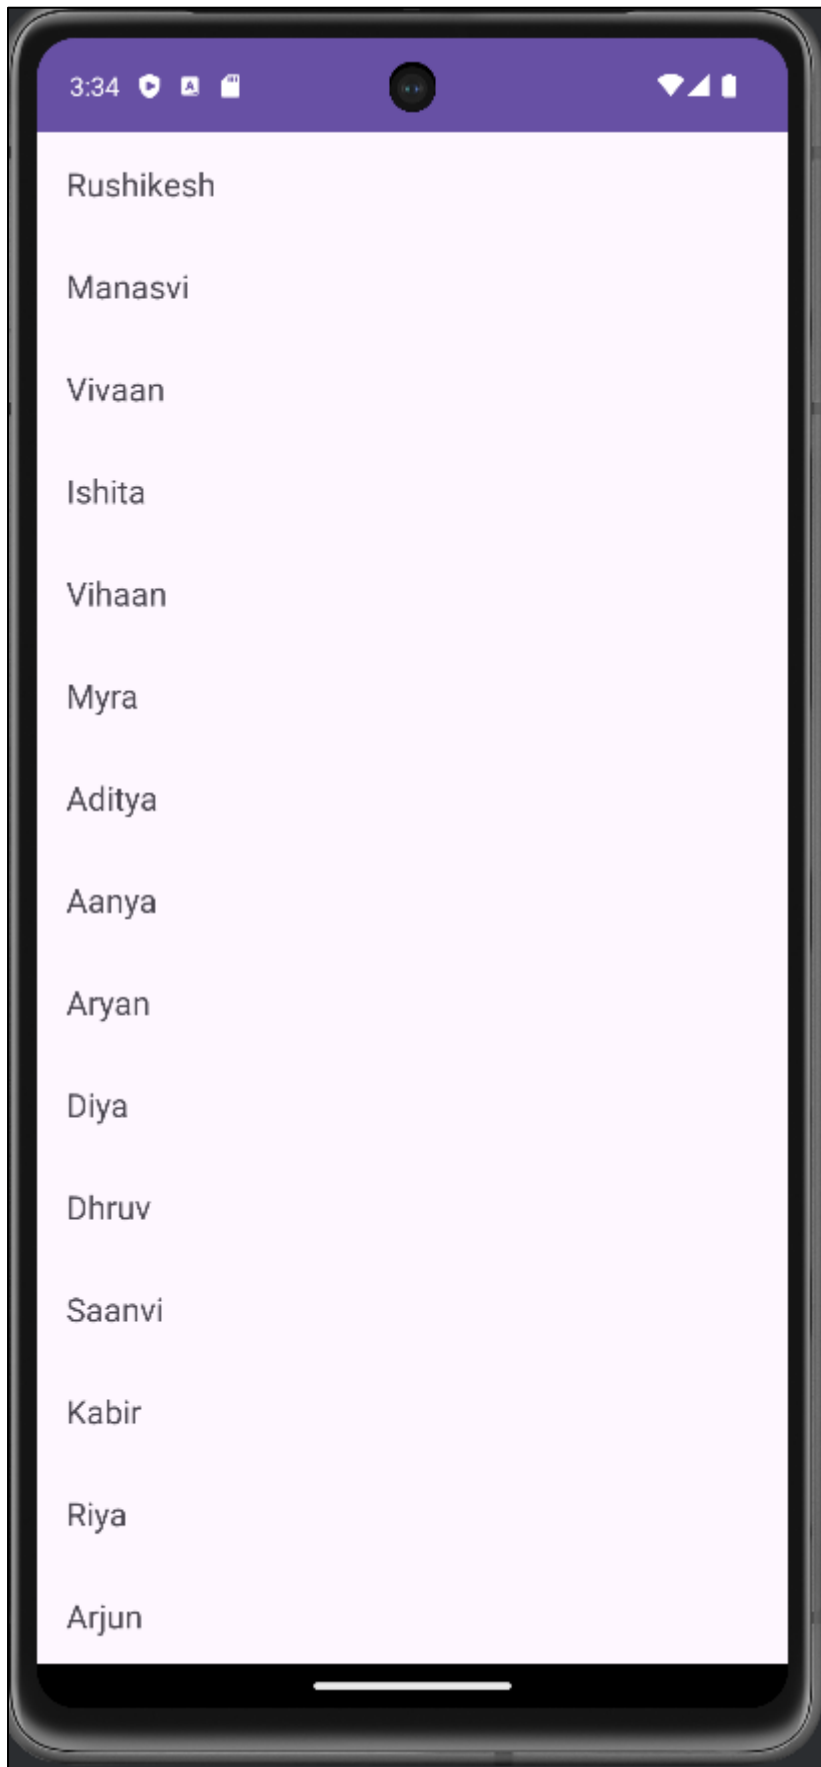 3:34
Rushikesh
Manasvi
Vivaan
Ishita
Vihaan
Myra
Aditya
Aanya
Aryan
Diya
Dhruv
Saanvi
Kabir
Riya
Arjun